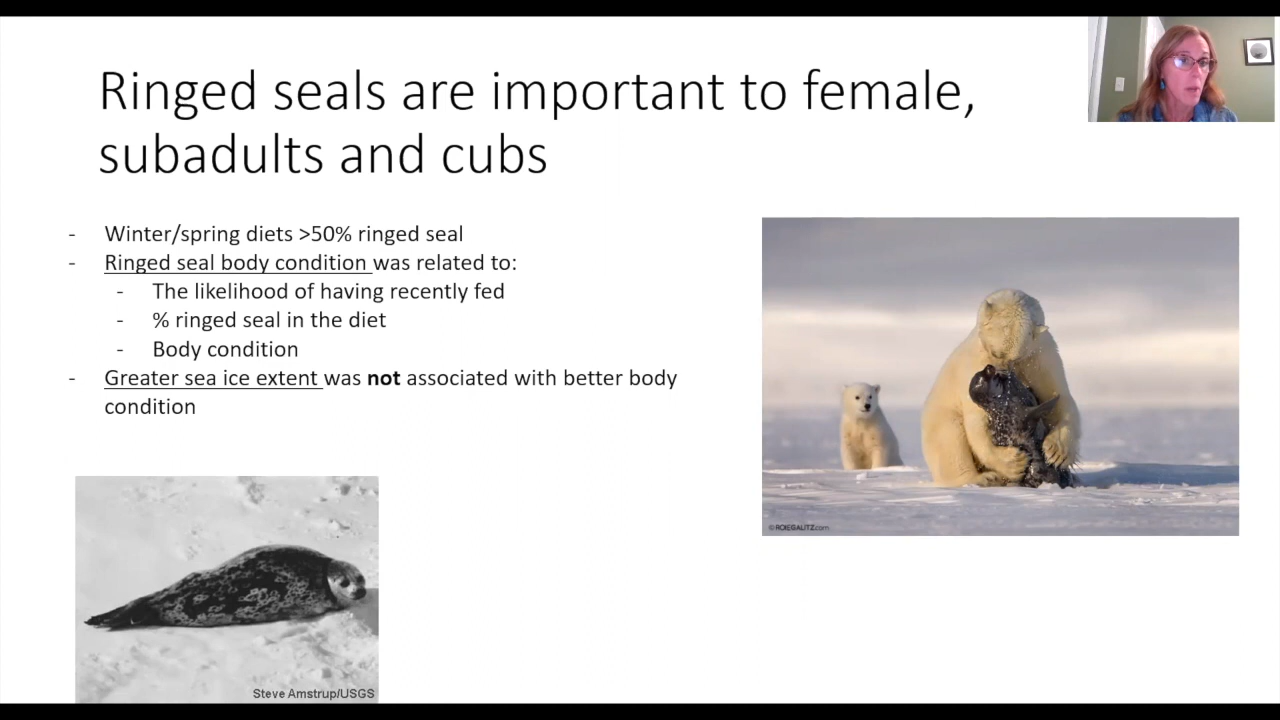 Ringed seals are important to female,
subadults and cubs
- Winter/spring diets >50% ringed seal
- Ringed seal body condition was related to:
- The likelihood of having recently fed
- % ringed seal in the diet
- Body condition
- Greater sea ice extent was not associated with better body
condition
© ROIEGALITZ.com
Steve Amstrup/USGS